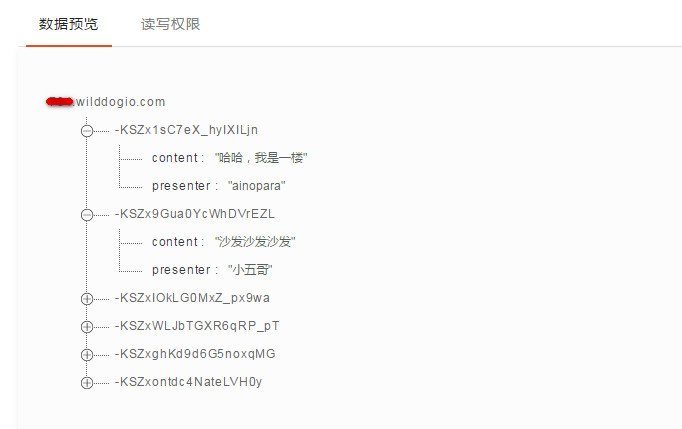 数据预览 读写权限
.wilddogio.com
-KSZx1sC7eX_hyIXILjn
content : "哈哈，我是一楼"
presenter : "ainopara"
-KSZx9Gua0YcWhDVrEZL
content : "沙发沙发沙发"
presenter : "小五哥"
-KSZxIOkLG0MxZ_px9wa
-KSZxWLJbTGXR6qRP_pT
-KSZxghKd9d6G5noxqMG
-KSZxontdc4NateLVH0y